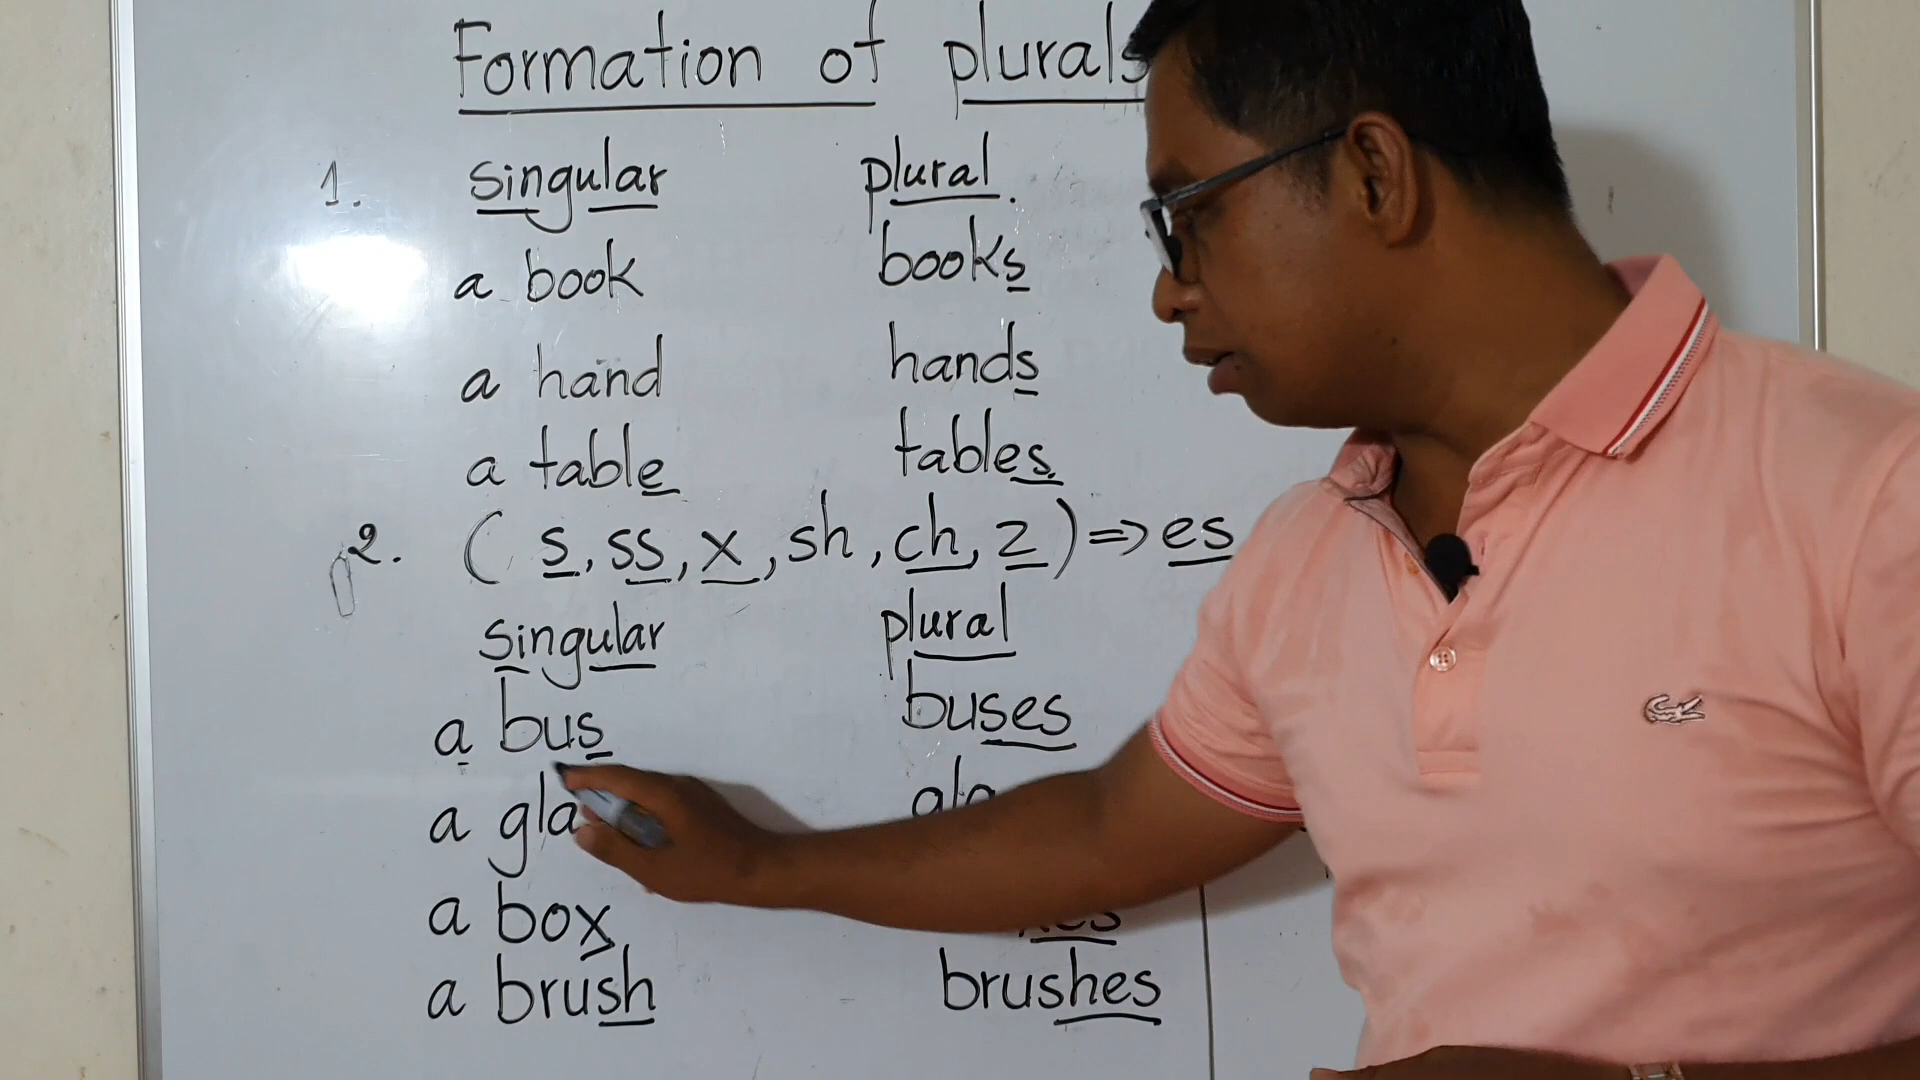 Formation of plurals
1. singular plural.
a book books
a hand hands
a table tables.
2. (s, ss, x, sh, ch, z) => es
singular plural
a bus buses
a
a box
a brush brushes